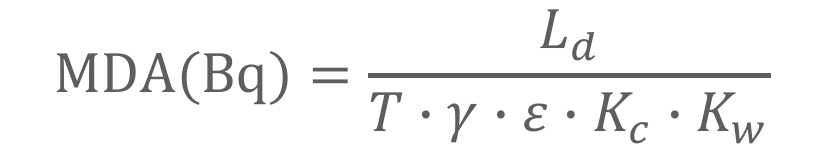 MDA(Bq) = L_d / (T · γ · ε · K_c · K_w)